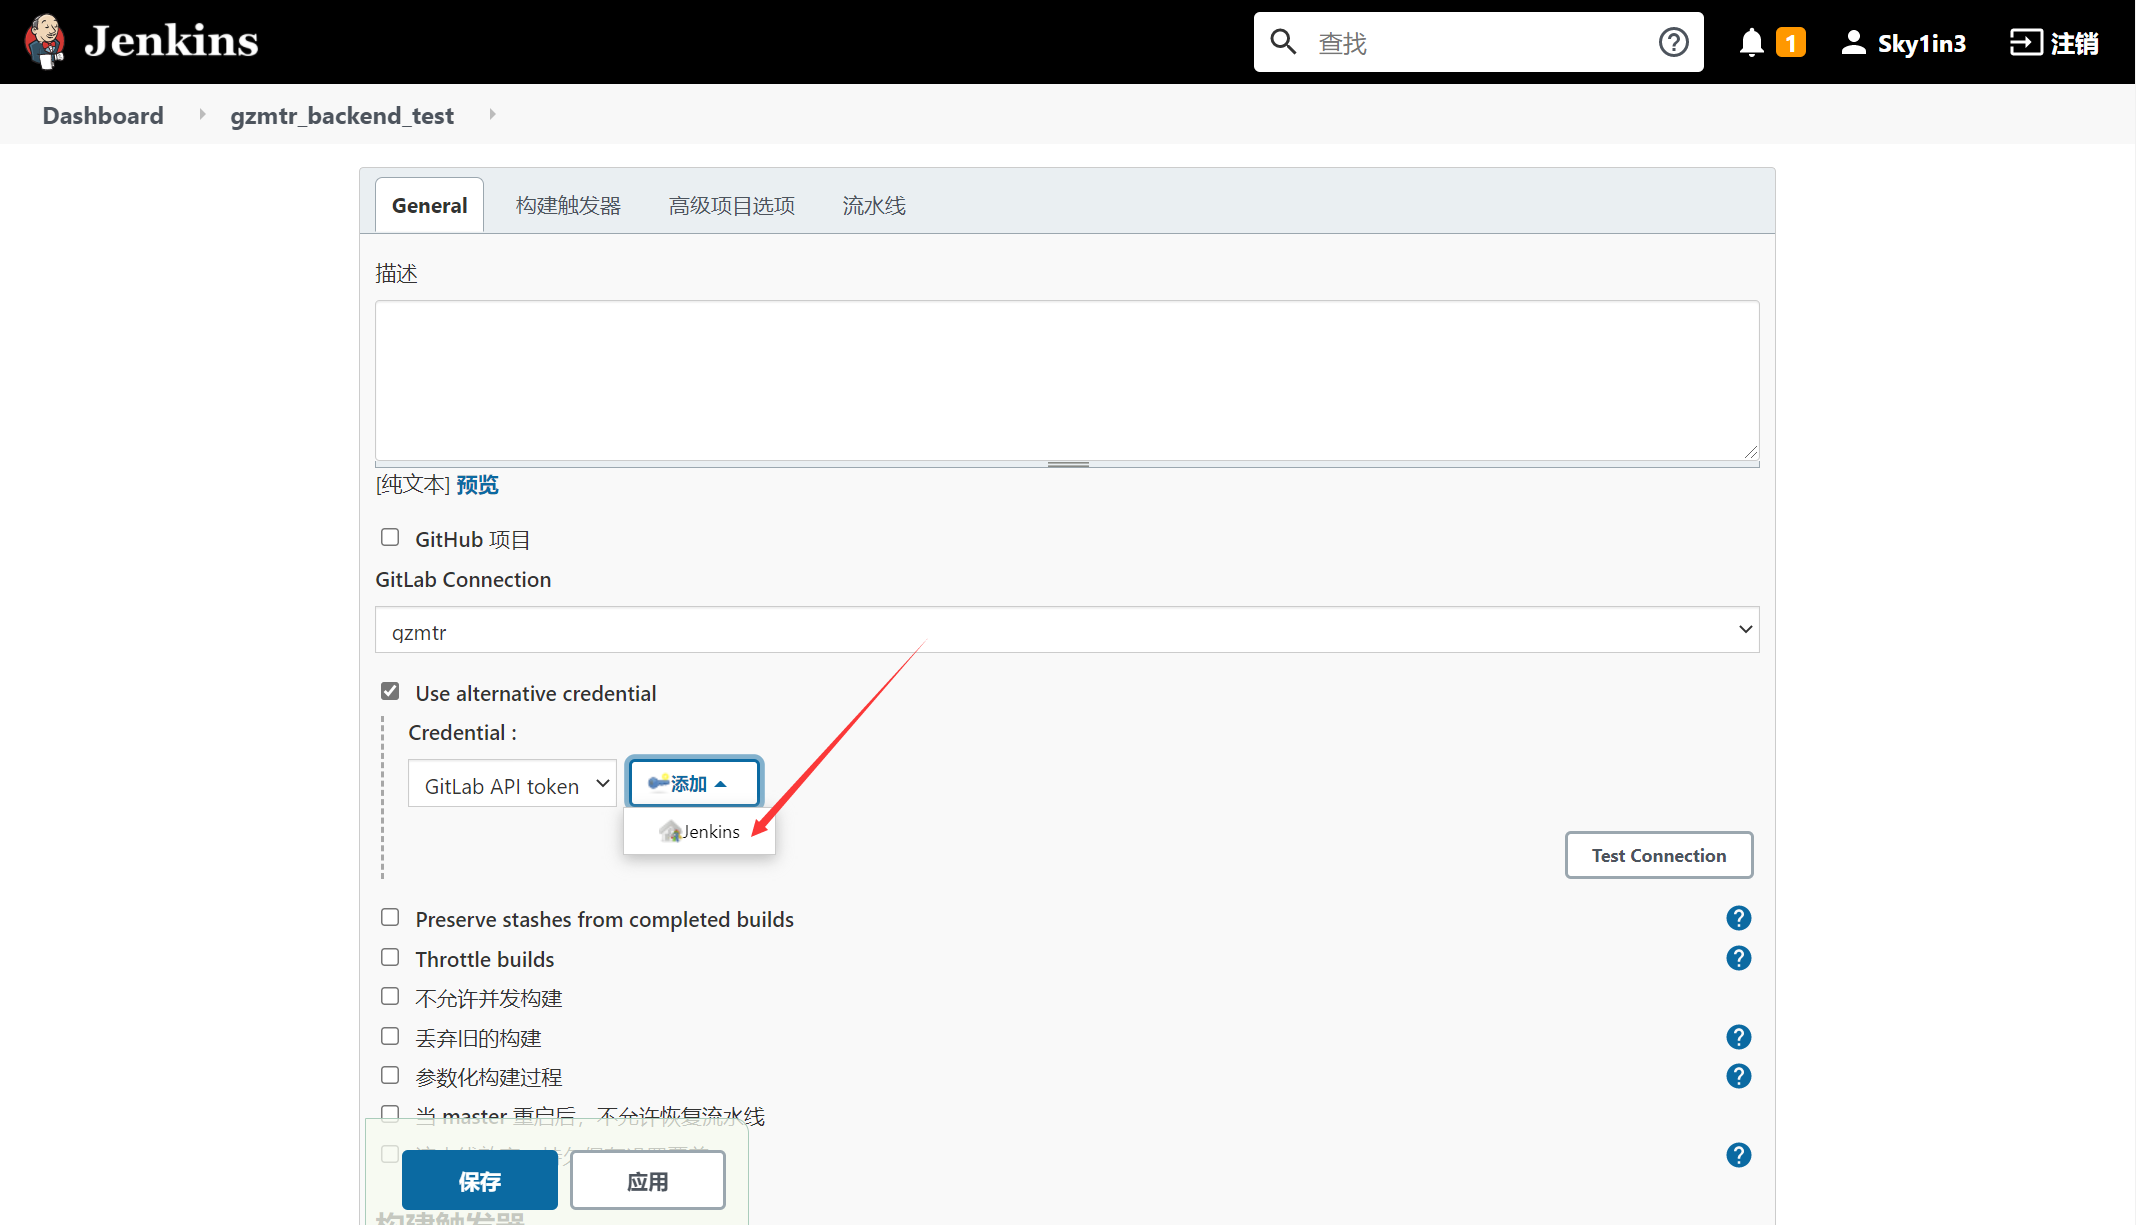 Jenkins
查找
1
Sky1in3
注销
Dashboard
gzmtr_backend_test
General
构建触发器
高级项目选项
流水线
描述
[纯文本] 预览
GitHub 项目
GitLab Connection
gzmtr
Use alternative credential
Credential :
GitLab API token
添加
Jenkins
Test Connection
Preserve stashes from completed builds
?
Throttle builds
?
不允许并发构建
丢弃旧的构建
?
参数化构建过程
?
当 master 重启后，不允许恢复流水线
?
保存
应用
构建触发器